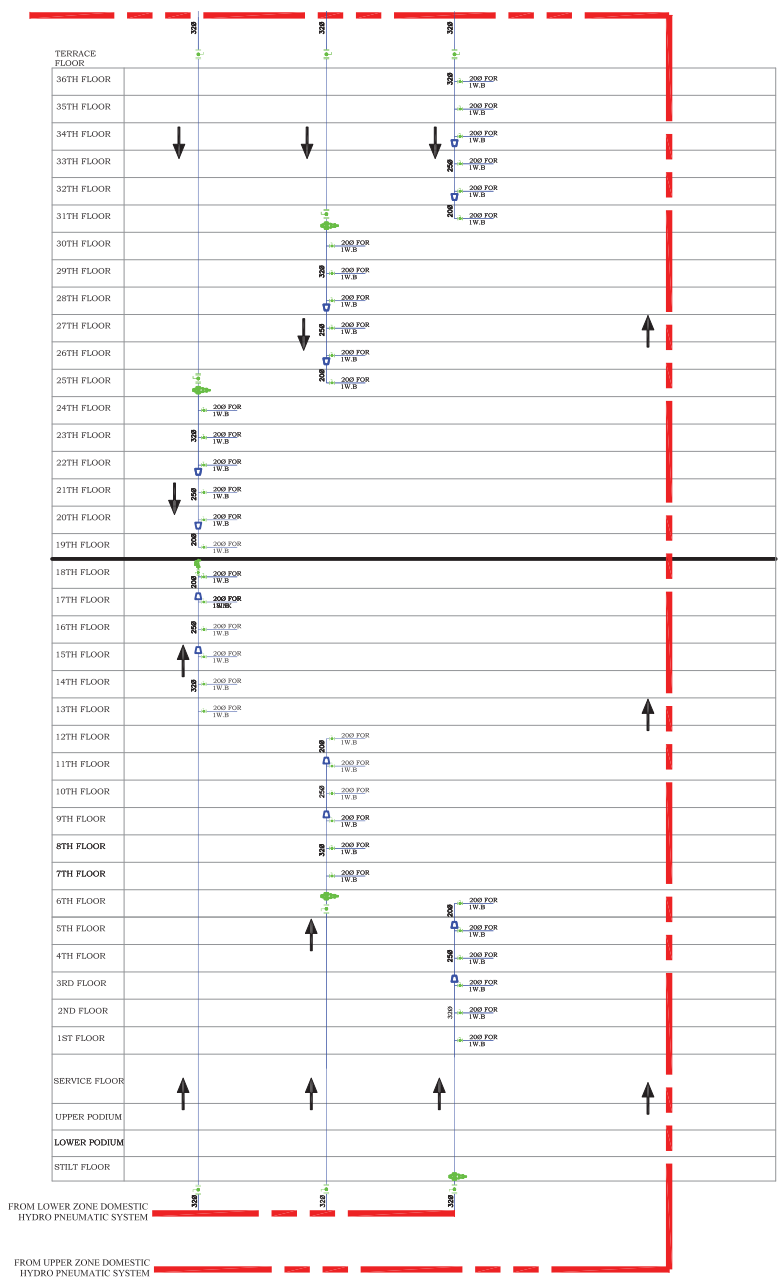 32Ø 32Ø 32Ø
TERRACE
FLOOR
36TH FLOOR 32Ø 20Ø FOR
1W.B
35TH FLOOR 20Ø FOR
1W.B
34TH FLOOR 20Ø FOR
1W.B
33TH FLOOR 25Ø 20Ø FOR
1W.B
32TH FLOOR 20Ø FOR
1W.B
31TH FLOOR 20Ø 20Ø FOR
1W.B
30TH FLOOR 20Ø FOR
1W.B
29TH FLOOR 32Ø 20Ø FOR
1W.B
28TH FLOOR 20Ø FOR
1W.B
27TH FLOOR 25Ø 20Ø FOR
1W.B
26TH FLOOR 20Ø FOR
1W.B
25TH FLOOR 20Ø 20Ø FOR
1W.B
24TH FLOOR 20Ø FOR
1W.B
23TH FLOOR 32Ø 20Ø FOR
1W.B
22TH FLOOR 20Ø FOR
1W.B
21TH FLOOR 25Ø 20Ø FOR
1W.B
20TH FLOOR 20Ø FOR
1W.B
19TH FLOOR 20Ø 20Ø FOR
1W.B
18TH FLOOR 20Ø 20Ø FOR
1W.B
17TH FLOOR 20Ø FOR
16TH FLOOR 25Ø 20Ø FOR
1W.B
15TH FLOOR 20Ø FOR
1W.B
14TH FLOOR 32Ø 20Ø FOR
1W.B
13TH FLOOR 20Ø FOR
1W.B
12TH FLOOR 20Ø 20Ø FOR
1W.B
11TH FLOOR 20Ø FOR
1W.B
10TH FLOOR 25Ø 20Ø FOR
1W.B
9TH FLOOR 20Ø FOR
1W.B
8TH FLOOR 32Ø 20Ø FOR
1W.B
7TH FLOOR 20Ø FOR
1W.B
6TH FLOOR 20Ø 20Ø FOR
1W.B
5TH FLOOR 20Ø FOR
1W.B
4TH FLOOR 25Ø 20Ø FOR
1W.B
3RD FLOOR 20Ø FOR
1W.B
2ND FLOOR 32Ø 20Ø FOR
1W.B
1ST FLOOR 20Ø FOR
1W.B
SERVICE FLOOR
UPPER PODIUM
LOWER PODIUM
STILT FLOOR
32Ø 32Ø 32Ø
FROM LOWER ZONE DOMESTIC
HYDRO PNEUMATIC SYSTEM
FROM UPPER ZONE DOMESTIC
HYDRO PNEUMATIC SYSTEM